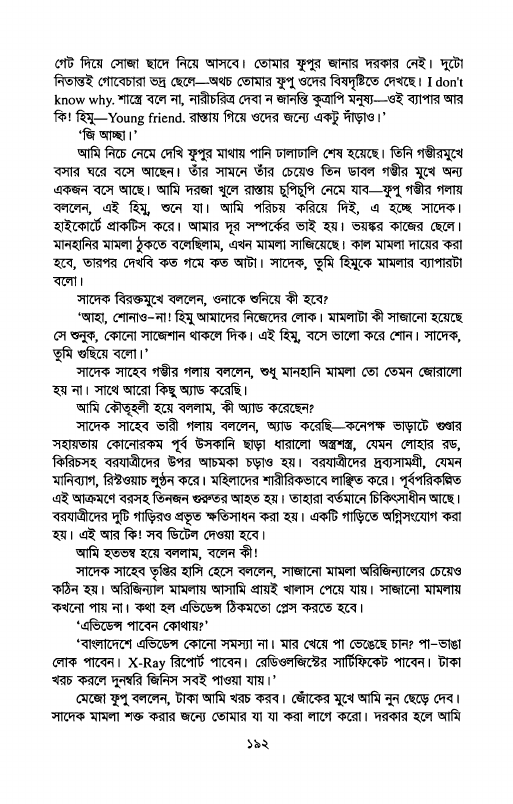 গেট দিয়ে সোজা ছাদে নিয়ে আসবে। তোমার ফুপুর জানার দরকার নেই। দুটো
নিতান্তই গোবেচারা ভদ্র ছেলে—অথচ তোমার ফুপু ওদের বিষদৃষ্টিতে দেখছে। I don't
know why. শাস্ত্রে বলে না, নারীচরিত্র দেবা ন জানন্তি কুত্রাপি মনুষ্য—ওই ব্যাপার আর
কি! হিমু—Young friend. রাস্তায় গিয়ে ওদের জন্যে একটু দাঁড়াও।’
‘জি আচ্ছা।’
আমি নিচে নেমে দেখি ফুপুর মাথায় পানি ঢালাঢালি শেষ হয়েছে। তিনি গম্ভীরমুখে
বসার ঘরে বসে আছেন। তাঁর সামনে তাঁর চেয়েও তিন ডাবল গম্ভীর মুখে অন্য
একজন বসে আছে। আমি দরজা খুলে রাস্তায় চুপিচুপি নেমে যাব—ফুপু গম্ভীর গলায়
বললেন, এই হিমু, শুনে যা। আমি পরিচয় করিয়ে দিই, এ হচ্ছে সাদেক।
হাইকোর্টে প্রাকটিস করে। আমার দূর সম্পর্কের ভাই হয়। ভয়ঙ্কর কাজের ছেলে।
মানহানির মামলা ঠুকতে বলেছিলাম, এখন মামলা সাজিয়েছে। কাল মামলা দায়ের করা
হবে, তারপর দেখবি কত গমে কত আটা। সাদেক, তুমি হিমুকে মামলার ব্যাপারটা
বলো।
সাদেক বিরক্তমুখে বললেন, ওনাকে শুনিয়ে কী হবে?
‘আহা, শোনাও-না! হিমু আমাদের নিজেদের লোক। মামলাটা কী সাজানো হয়েছে
সে শুনুক, কোনো সাজেশান থাকলে দিক। এই হিমু, বসে ভালো করে শোন। সাদেক,
তুমি গুছিয়ে বলো।’
সাদেক সাহেব গম্ভীর গলায় বললেন, শুধু মানহানি মামলা তো তেমন জোরালো
হয় না। সাথে আরো কিছু অ্যাড করেছি।
আমি কৌতূহলী হয়ে বললাম, কী অ্যাড করেছেন?
সাদেক সাহেব ভারী গলায় বললেন, অ্যাড করেছি—কনেপক্ষ ভাড়াটে গুণ্ডার
সহায়তায় কোনোরকম পূর্ব উসকানি ছাড়া ধারালো অস্ত্রশস্ত্র, যেমন লোহার রড,
কিরিচসহ বরযাত্রীদের উপর আচমকা চড়াও হয়। বরযাত্রীদের দ্রব্যসামগ্রী, যেমন
মানিব্যাগ, রিস্টওয়াচ লুণ্ঠন করে। মহিলাদের শারীরিকভাবে লাঞ্ছিত করে। পূর্বপরিকল্পিত
এই আক্রমণে বরসহ তিনজন গুরুতর আহত হয়। তাহারা বর্তমানে চিকিৎসাধীন আছে।
বরযাত্রীদের দুটি গাড়িরও প্রভূত ক্ষতিসাধন করা হয়। একটি গাড়িতে অগ্নিসংযোগ করা
হয়। এই আর কি! সব ডিটেল দেওয়া হবে।
আমি হতভম্ব হয়ে বললাম, বলেন কী!
সাদেক সাহেব তৃপ্তির হাসি হেসে বললেন, সাজানো মামলা অরিজিন্যালের চেয়েও
কঠিন হয়। অরিজিন্যাল মামলায় আসামি প্রায়ই খালাস পেয়ে যায়। সাজানো মামলায়
কখনো পায় না। কথা হল এভিডেন্স ঠিকমতো প্লেস করতে হবে।
‘এভিডেন্স পাবেন কোথায়?’
‘বাংলাদেশে এভিডেন্স কোনো সমস্যা না। মার খেয়ে পা ভেঙেছে চান? পা-ভাঙা
লোক পাবেন। X-Ray রিপোর্ট পাবেন। রেডিওলজিস্টের সার্টিফিকেট পাবেন। টাকা
খরচ করলে দুনম্বরি জিনিস সবই পাওয়া যায়।’
মেজো ফুপু বললেন, টাকা আমি খরচ করব। জোঁকের মুখে আমি নুন ছেড়ে দেব।
সাদেক মামলা শক্ত করার জন্যে তোমার যা যা করা লাগে করো। দরকার হলে আমি
১৯২